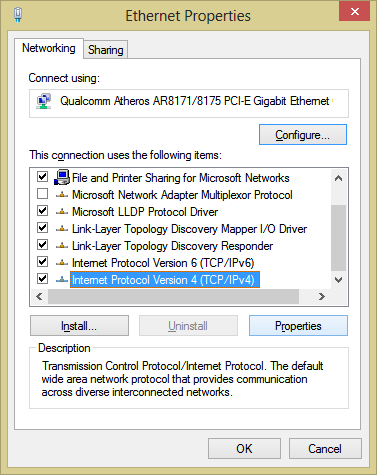 Ethernet Properties
Networking
Sharing
Connect using:
Qualcomm Atheros AR8171/8175 PCI-E Gigabit Ethernet
Configure...
This connection uses the following items:
File and Printer Sharing for Microsoft Networks
Microsoft Network Adapter Multiplexor Protocol
Microsoft LLDP Protocol Driver
Link-Layer Topology Discovery Mapper I/O Driver
Link-Layer Topology Discovery Responder
Internet Protocol Version 6 (TCP/IPv6)
Internet Protocol Version 4 (TCP/IPv4)
Install...
Uninstall
Properties
Description
Transmission Control Protocol/Internet Protocol. The default
wide area network protocol that provides communication
across diverse interconnected networks.
OK
Cancel